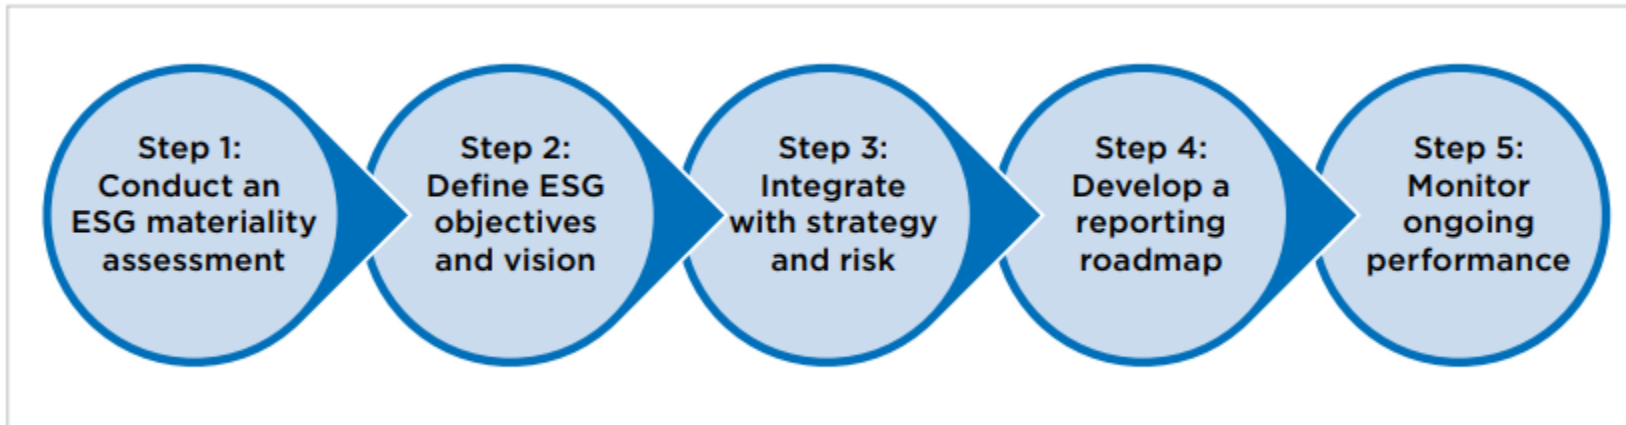 Step 1:
Conduct an
ESG materiality
assessment
Step 2:
Define ESG
objectives
and vision
Step 3:
Integrate
with strategy
and risk
Step 4:
Develop a
reporting
roadmap
Step 5:
Monitor
ongoing
performance